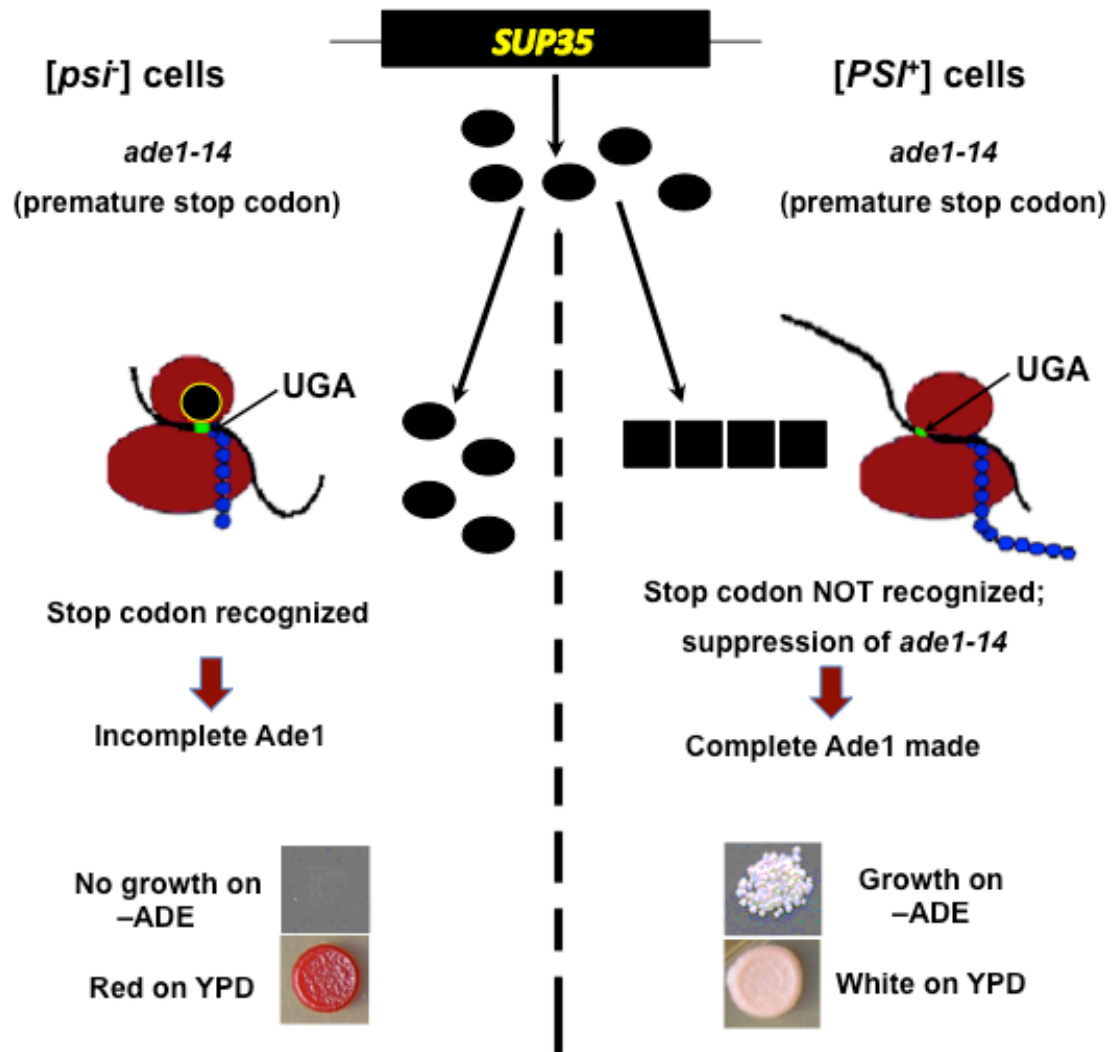 SUP35
[psi-] cells
ade1-14
(premature stop codon)
[PSI+] cells
ade1-14
(premature stop codon)
UGA
UGA
Stop codon recognized
Incomplete Ade1
Stop codon NOT recognized;
suppression of ade1-14
Complete Ade1 made
No growth on
–ADE
Red on YPD
Growth on
–ADE
White on YPD